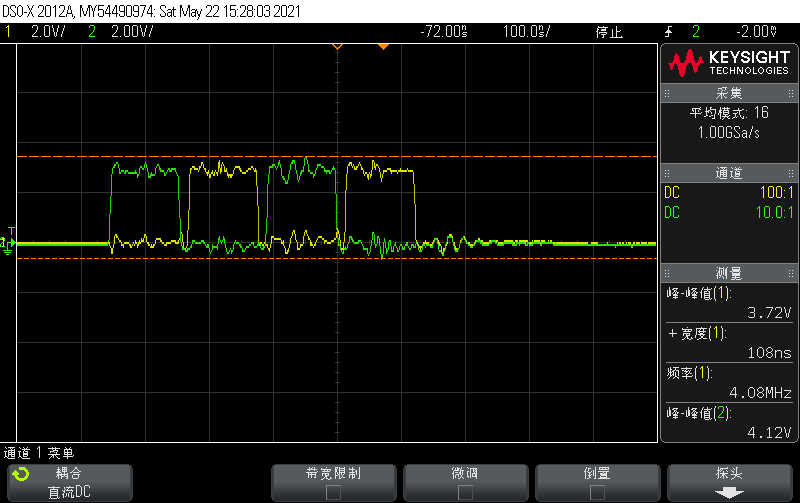 DSO-X 2012A, MY54490974: Sat May 22 15:28:03 2021
1 2.0V/ 2 2.00V/ -72.00ns 100.0ns/ 停止 2 -2.00V
KEYSIGHT
TECHNOLOGIES
采集
平均模式: 16
1.00GSa/s
通道
DC 100:1
DC 10.0:1
测量
峰-峰值(1):
3.72V
+宽度(1):
108ns
频率(1):
4.08MHz
峰-峰值(2):
4.12V
T
2
通道 1 菜单
耦合
直流DC
带宽限制
微调
倒置
探头